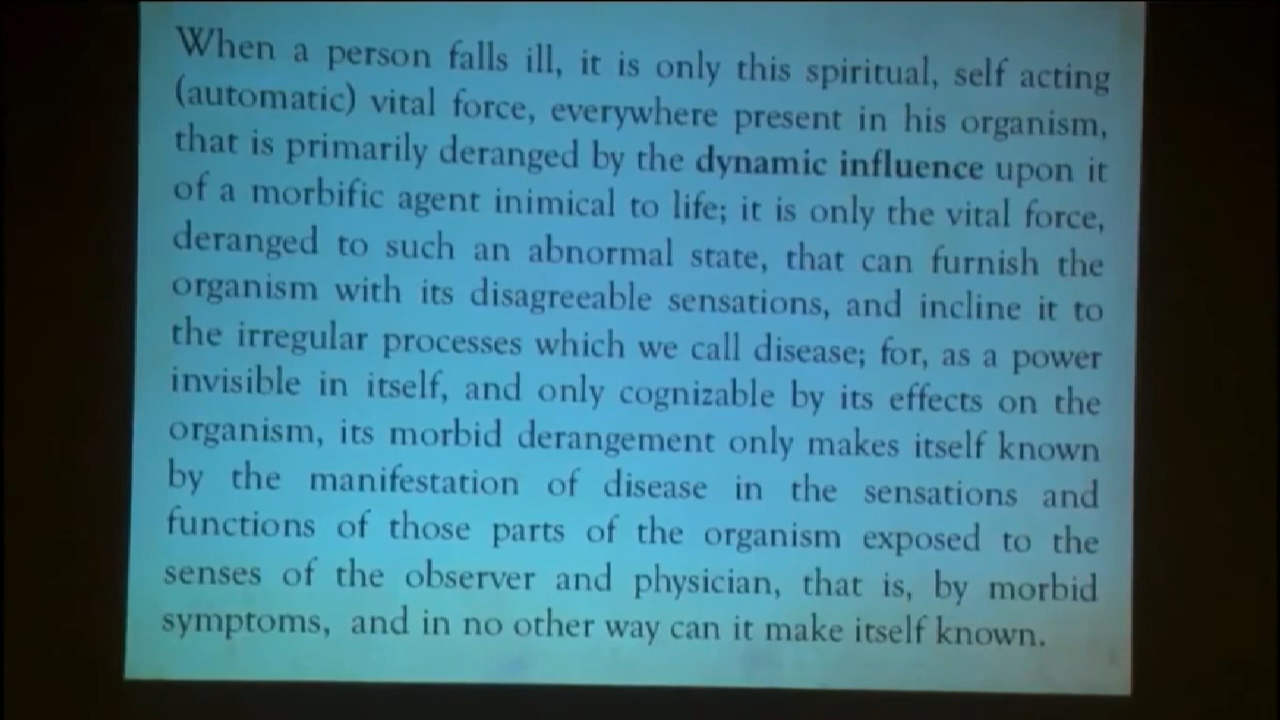 When a person falls ill, it is only this spiritual, self acting
(automatic) vital force, everywhere present in his organism,
that is primarily deranged by the dynamic influence upon it
of a morbific agent inimical to life; it is only the vital force,
deranged to such an abnormal state, that can furnish the
organism with its disagreeable sensations, and incline it to
the irregular processes which we call disease; for, as a power
invisible in itself, and only cognizable by its effects on the
organism, its morbid derangement only makes itself known
by the manifestation of disease in the sensations and
functions of those parts of the organism exposed to the
senses of the observer and physician, that is, by morbid
symptoms, and in no other way can it make itself known.